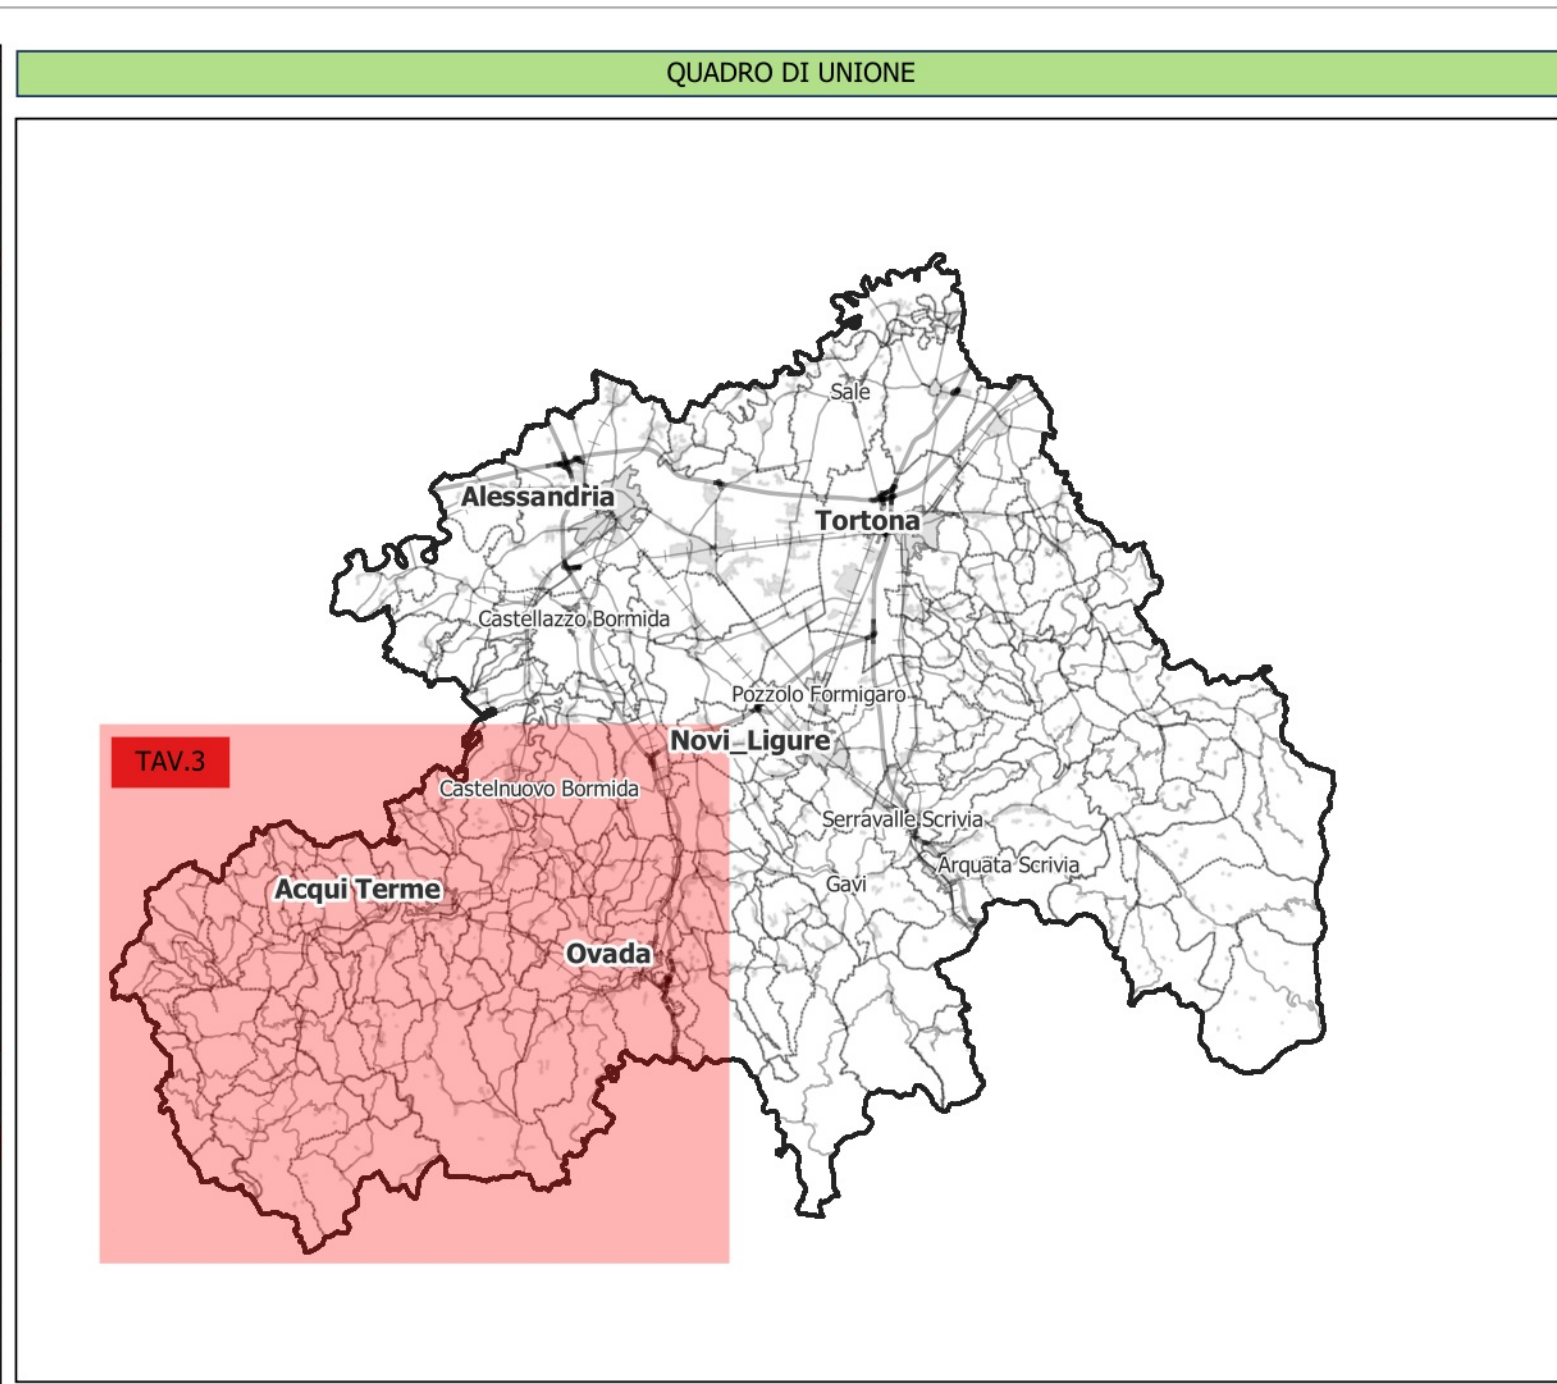 QUADRO DI UNIONE
Sale
Alessandria
Tortona
Castellazzo Bormida
Pozzolo Formigaro
Novi_Ligure
TAV.3
Castelnuovo Bormida
Serravalle Scrivia
Arquata Scrivia
Gavi
Acqui Terme
Ovada